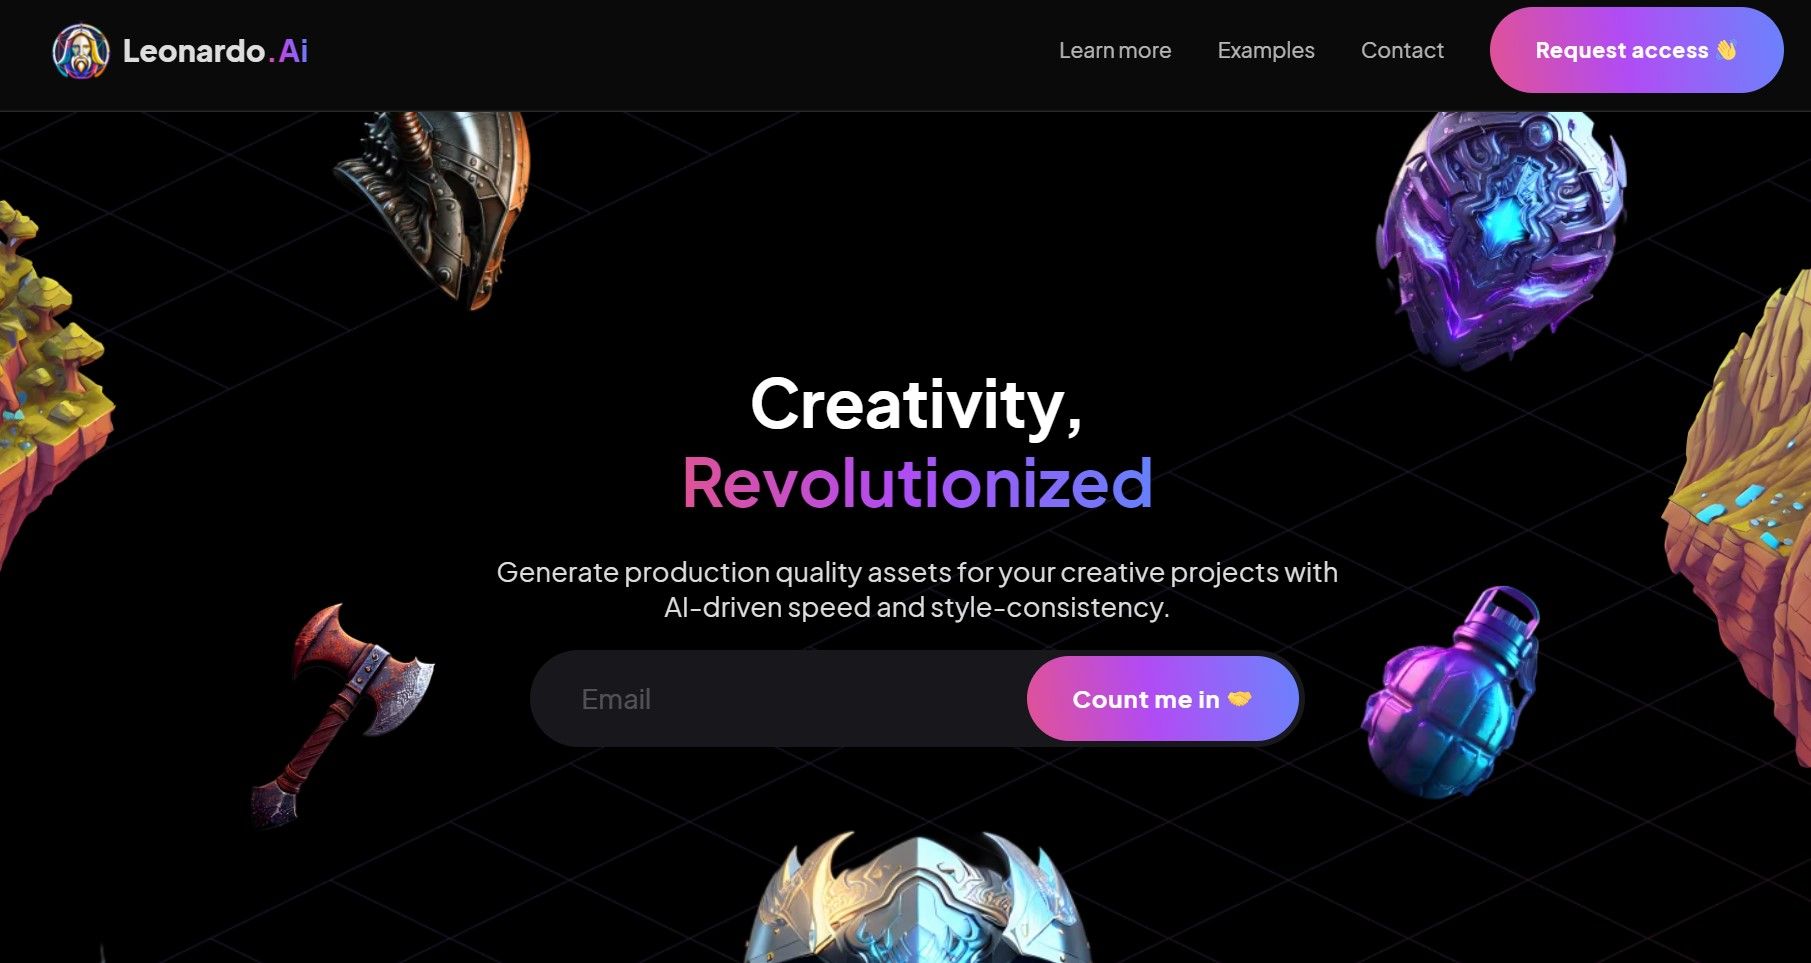 Leonardo.Ai
Learn more
Examples
Contact
Request access 👋
Creativity,
Revolutionized
Generate production quality assets for your creative projects with
AI-driven speed and style-consistency.
Email
Count me in 🤝